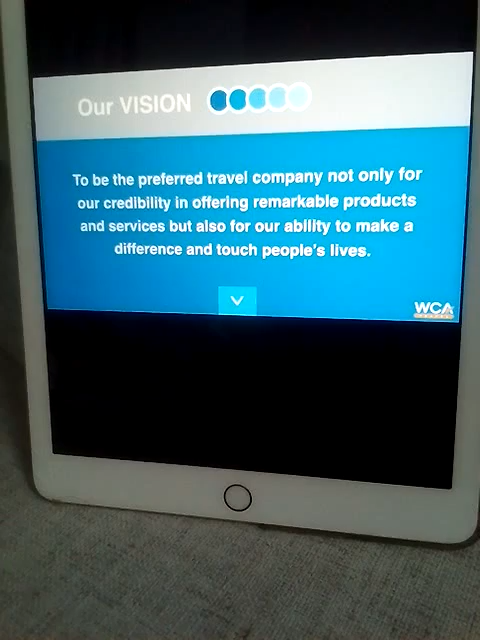 Our VISION
To be the preferred travel company not only for
our credibility in offering remarkable products
and services but also for our ability to make a
difference and touch people's lives.
WCA